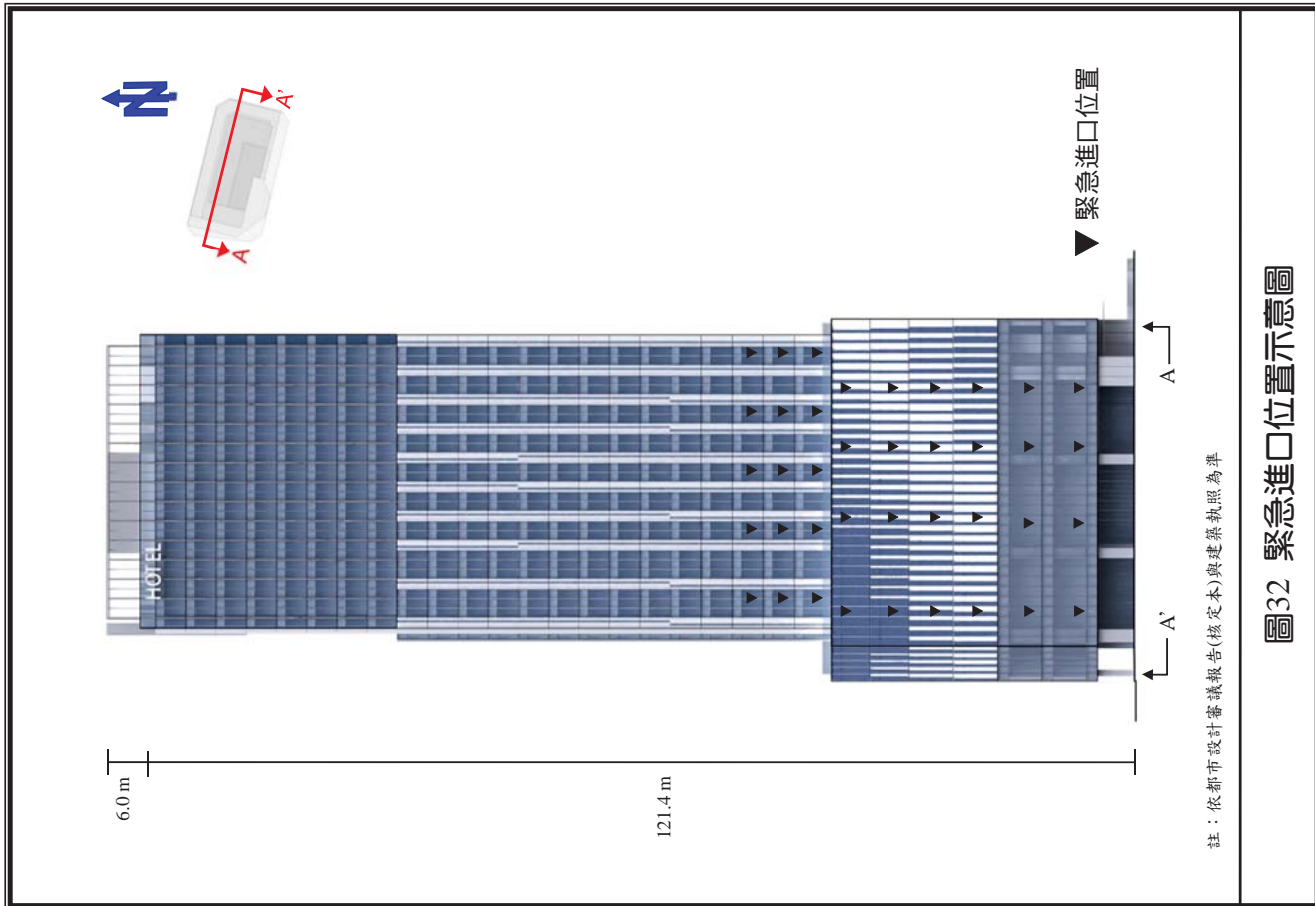 N
A
A'
6.0 m
HOTEL
121.4 m
▼ 緊急進口位置
A'
A
註：依都市設計審議報告(核定本)與建築執照為準
圖32 緊急進口位置示意圖